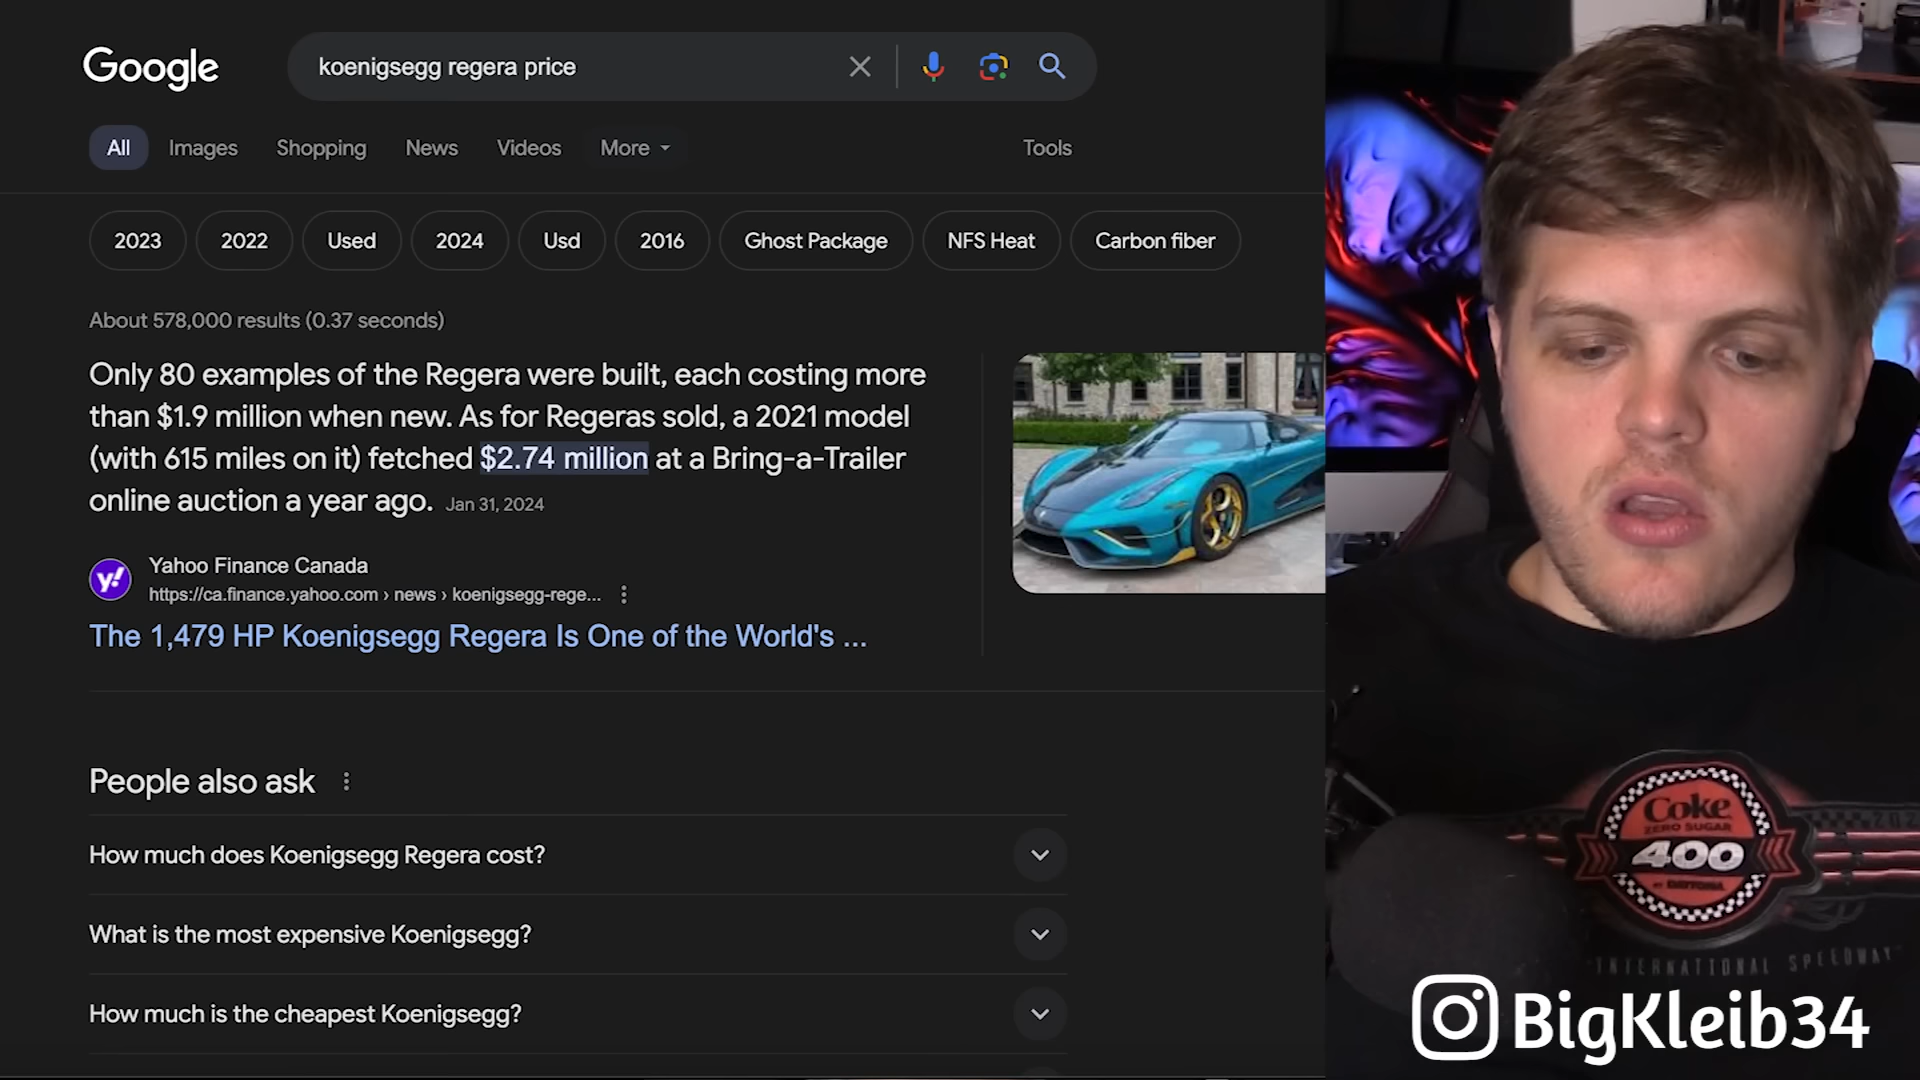 Google
koenigsegg regera price
All
Images
Shopping
News
Videos
More
Tools
2023
2022
Used
2024
Usd
2016
Ghost Package
NFS Heat
Carbon fiber
About 578,000 results (0.37 seconds)
Only 80 examples of the Regera were built, each costing more
than $1.9 million when new. As for Regeras sold, a 2021 model
(with 615 miles on it) fetched $2.74 million at a Bring-a-Trailer
online auction a year ago. Jan 31, 2024
y!
Yahoo Finance Canada
https://ca.finance.yahoo.com › news › koenigsegg-rege...
The 1,479 HP Koenigsegg Regera Is One of the World's ...
People also ask
How much does Koenigsegg Regera cost?
What is the most expensive Koenigsegg?
How much is the cheapest Koenigsegg?
Coke
ZERO SUGAR
400
DAYTONA
INTERNATIONAL SPEEDWAY
BigKleib34